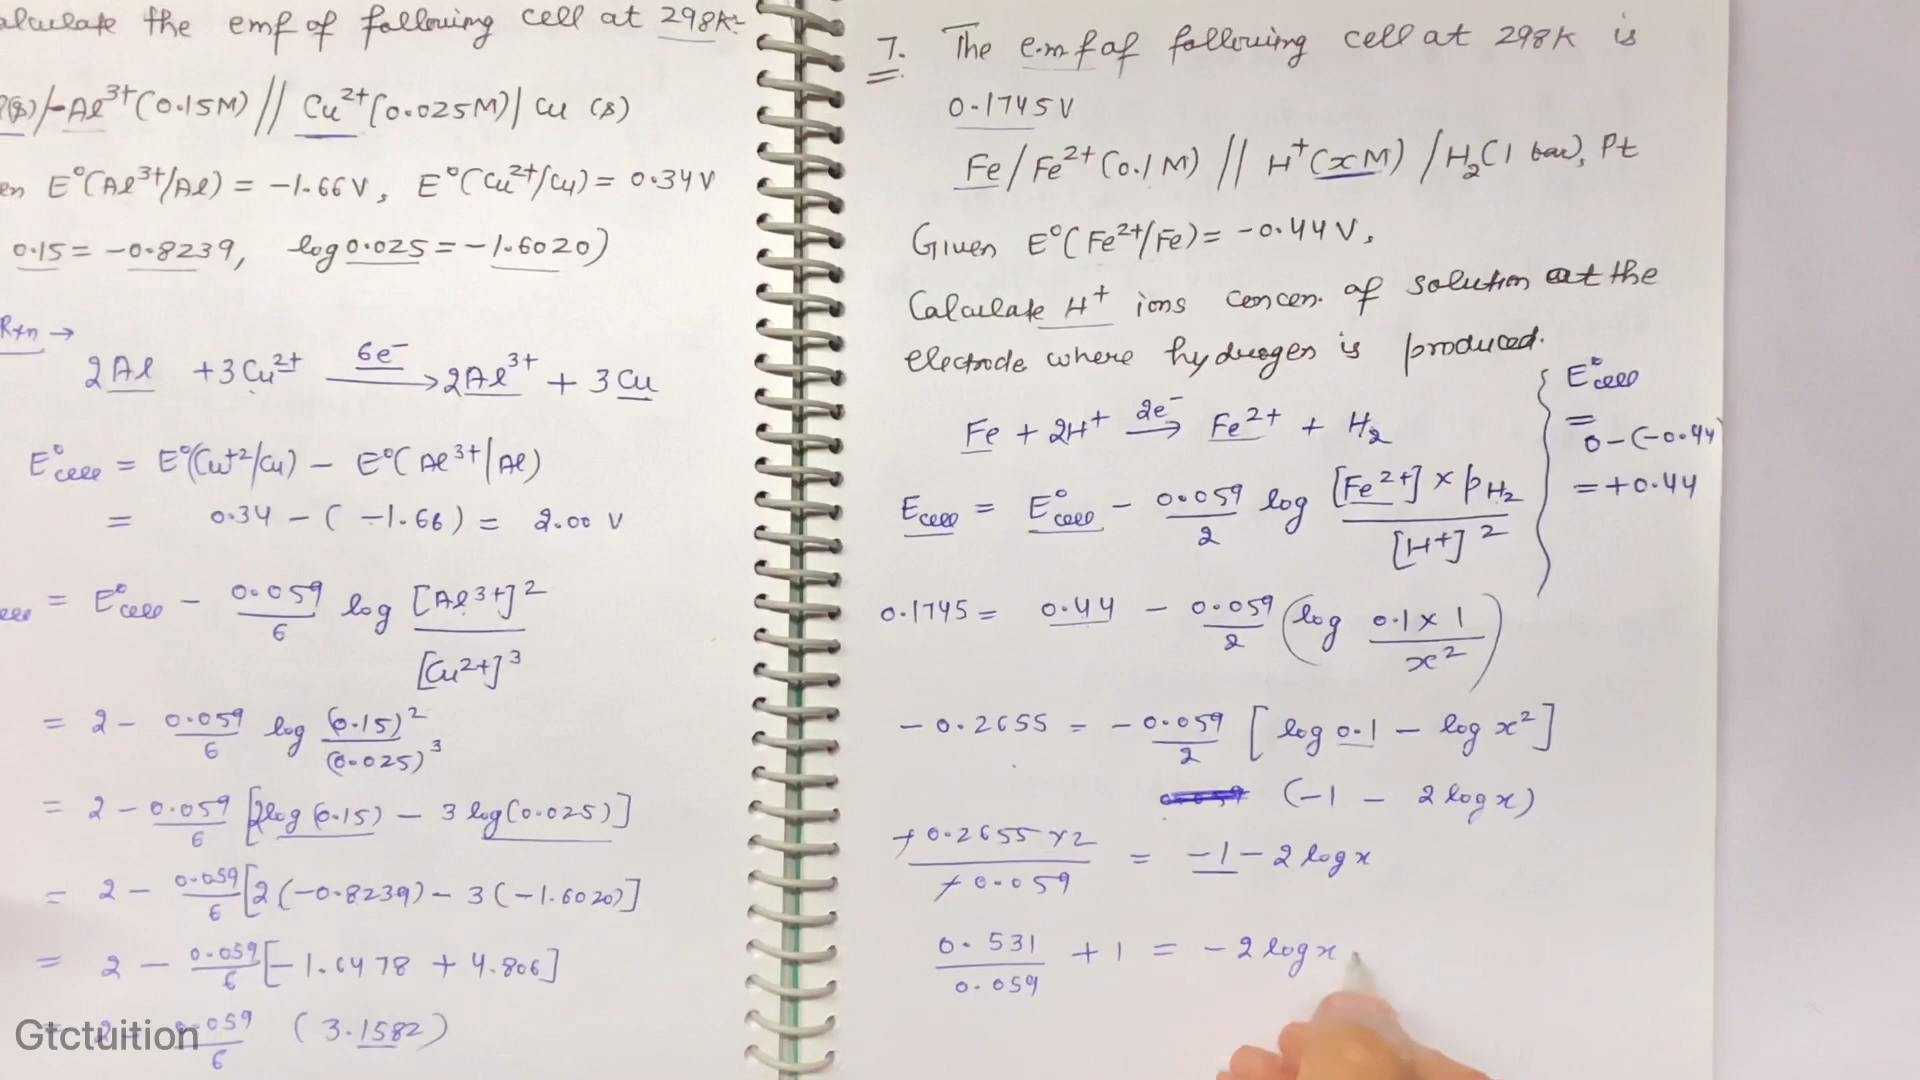 alculate the emf of following cell at 298K:-
(s)/Al³⁺(0.15M) // Cu²⁺(0.025M)| Cu (s)
en E°(Al³⁺/Al) = -1.66V, E°(Cu²⁺/Cu) = 0.34V
0.15 = -0.8239, log 0.025 = -1.6020)
Rxn →
2Al + 3Cu²⁺ 6e⁻ → 2Al³⁺ + 3Cu
E°cell = E°(Cu⁺²/Cu) - E°(Al³⁺|Al)
= 0.34 - (-1.66) = 2.00 V
= E°cell - 0.059/6 log [Al³⁺]²/[Cu²⁺]³
= 2 - 0.059/6 log (0.15)²/(0.025)³
= 2 - 0.059/6 [2log(0.15) - 3 log(0.025)]
= 2 - 0.059/6 [2(-0.8239) - 3(-1.6020)]
= 2 - 0.059/6 [-1.6478 + 4.806]
= 2 - 0.059/6 (3.1582)
Gtctuition
7. The e.m.f of following cell at 298K is
0.1745V
Fe/Fe²⁺(0.1M) // H⁺(xM) /H₂(1 bar), Pt
Given E°(Fe²⁺/Fe) = -0.44V,
Calculate H⁺ ions concen. of solution at the
electrode where hydrogen is produced.
Fe + 2H⁺ 2e⁻ → Fe²⁺ + H₂
Ecell = E°cell - 0.059/2 log [Fe²⁺] × pH₂/[H⁺]²
E°cell
=
0-(-0.44)
= +0.44
0.1745 = 0.44 - 0.059/2 (log 0.1 × 1/x²)
-0.2655 = -0.059/2 [log 0.1 - log x²]
(-1 - 2 log x)
+0.2655 × 2/+0.059 = -1 - 2 log x
0.531/0.059 + 1 = -2 log x